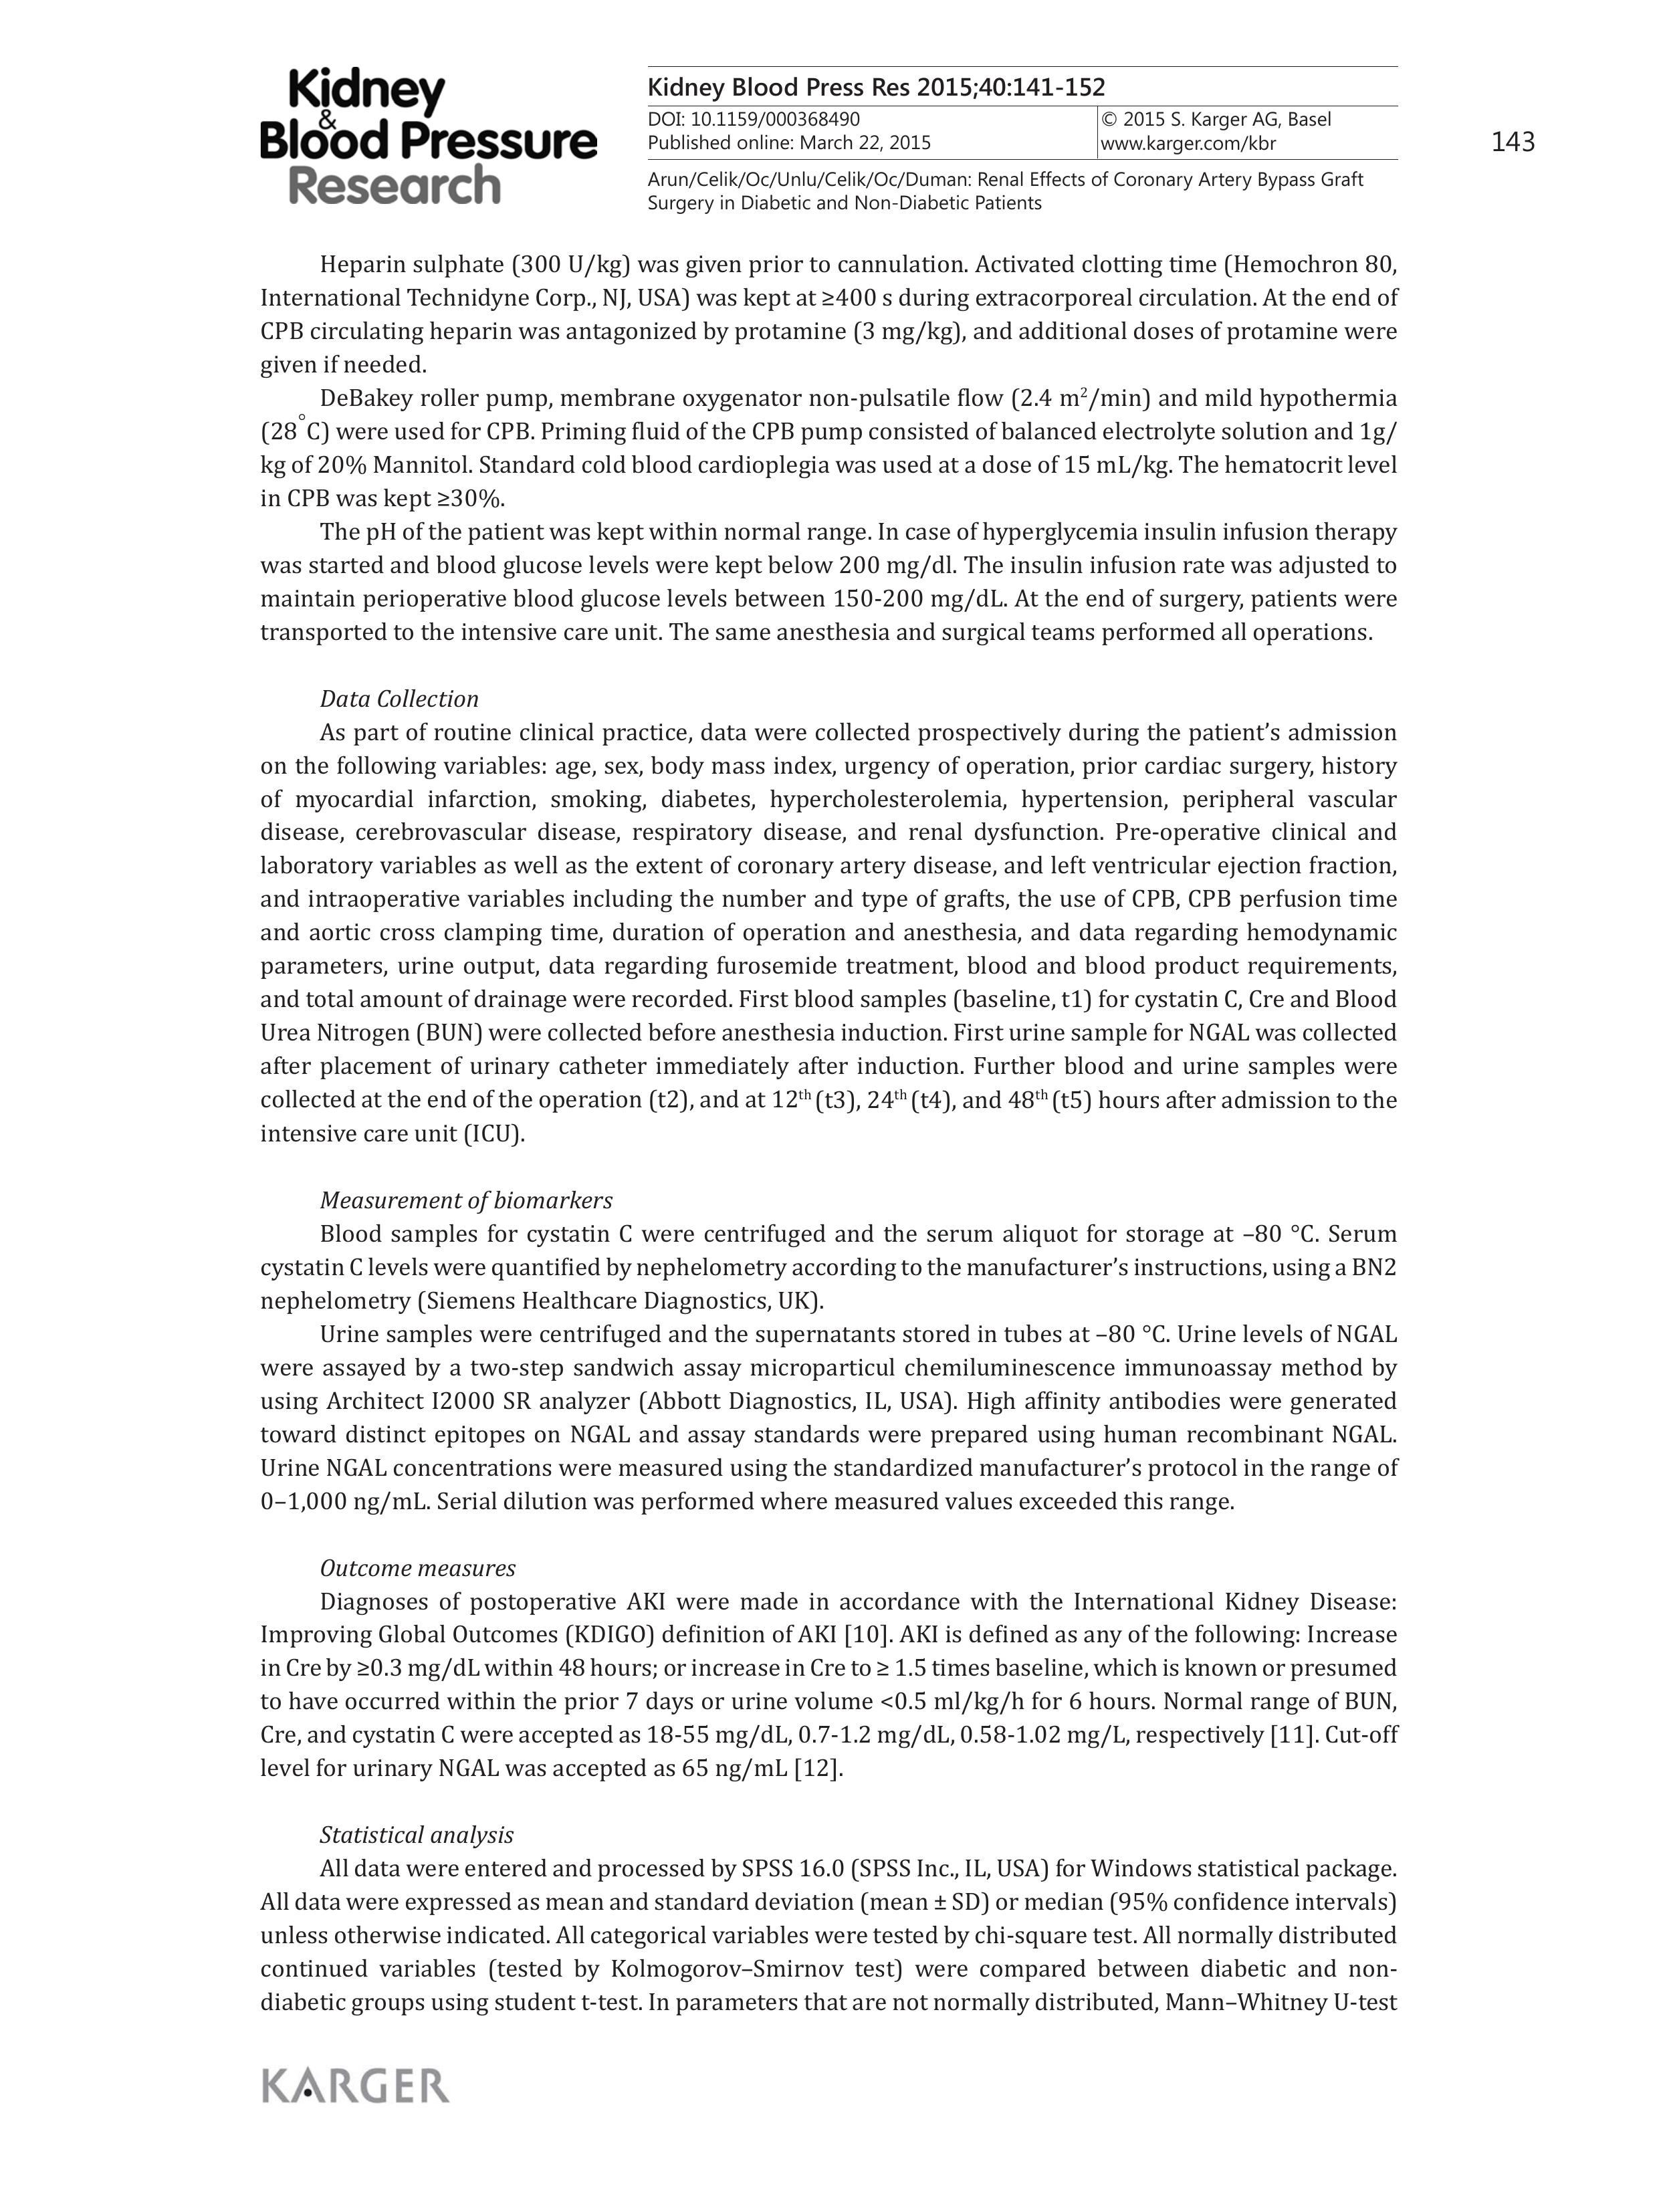 Kidney
&
Blood Pressure
Research
Kidney Blood Press Res 2015;40:141-152
DOI: 10.1159/000368490
Published online: March 22, 2015
© 2015 S. Karger AG, Basel
www.karger.com/kbr
143
Arun/Celik/Oc/Unlu/Celik/Oc/Duman: Renal Effects of Coronary Artery Bypass Graft
Surgery in Diabetic and Non-Diabetic Patients
Heparin sulphate (300 U/kg) was given prior to cannulation. Activated clotting time (Hemochron 80,
International Technidyne Corp., NJ, USA) was kept at ≥400 s during extracorporeal circulation. At the end of
CPB circulating heparin was antagonized by protamine (3 mg/kg), and additional doses of protamine were
given if needed.
DeBakey roller pump, membrane oxygenator non-pulsatile flow (2.4 m²/min) and mild hypothermia
(28°C) were used for CPB. Priming fluid of the CPB pump consisted of balanced electrolyte solution and 1g/
kg of 20% Mannitol. Standard cold blood cardioplegia was used at a dose of 15 mL/kg. The hematocrit level
in CPB was kept ≥30%.
The pH of the patient was kept within normal range. In case of hyperglycemia insulin infusion therapy
was started and blood glucose levels were kept below 200 mg/dl. The insulin infusion rate was adjusted to
maintain perioperative blood glucose levels between 150-200 mg/dL. At the end of surgery, patients were
transported to the intensive care unit. The same anesthesia and surgical teams performed all operations.
Data Collection
As part of routine clinical practice, data were collected prospectively during the patient's admission
on the following variables: age, sex, body mass index, urgency of operation, prior cardiac surgery, history
of myocardial infarction, smoking, diabetes, hypercholesterolemia, hypertension, peripheral vascular
disease, cerebrovascular disease, respiratory disease, and renal dysfunction. Pre-operative clinical and
laboratory variables as well as the extent of coronary artery disease, and left ventricular ejection fraction,
and intraoperative variables including the number and type of grafts, the use of CPB, CPB perfusion time
and aortic cross clamping time, duration of operation and anesthesia, and data regarding hemodynamic
parameters, urine output, data regarding furosemide treatment, blood and blood product requirements,
and total amount of drainage were recorded. First blood samples (baseline, t1) for cystatin C, Cre and Blood
Urea Nitrogen (BUN) were collected before anesthesia induction. First urine sample for NGAL was collected
after placement of urinary catheter immediately after induction. Further blood and urine samples were
collected at the end of the operation (t2), and at 12th (t3), 24th (t4), and 48th (t5) hours after admission to the
intensive care unit (ICU).
Measurement of biomarkers
Blood samples for cystatin C were centrifuged and the serum aliquot for storage at –80 °C. Serum
cystatin C levels were quantified by nephelometry according to the manufacturer's instructions, using a BN2
nephelometry (Siemens Healthcare Diagnostics, UK).
Urine samples were centrifuged and the supernatants stored in tubes at –80 °C. Urine levels of NGAL
were assayed by a two-step sandwich assay microparticul chemiluminescence immunoassay method by
using Architect I2000 SR analyzer (Abbott Diagnostics, IL, USA). High affinity antibodies were generated
toward distinct epitopes on NGAL and assay standards were prepared using human recombinant NGAL.
Urine NGAL concentrations were measured using the standardized manufacturer's protocol in the range of
0–1,000 ng/mL. Serial dilution was performed where measured values exceeded this range.
Outcome measures
Diagnoses of postoperative AKI were made in accordance with the International Kidney Disease:
Improving Global Outcomes (KDIGO) definition of AKI [10]. AKI is defined as any of the following: Increase
in Cre by ≥0.3 mg/dL within 48 hours; or increase in Cre to ≥ 1.5 times baseline, which is known or presumed
to have occurred within the prior 7 days or urine volume <0.5 ml/kg/h for 6 hours. Normal range of BUN,
Cre, and cystatin C were accepted as 18-55 mg/dL, 0.7-1.2 mg/dL, 0.58-1.02 mg/L, respectively [11]. Cut-off
level for urinary NGAL was accepted as 65 ng/mL [12].
Statistical analysis
All data were entered and processed by SPSS 16.0 (SPSS Inc., IL, USA) for Windows statistical package.
All data were expressed as mean and standard deviation (mean ± SD) or median (95% confidence intervals)
unless otherwise indicated. All categorical variables were tested by chi-square test. All normally distributed
continued variables (tested by Kolmogorov–Smirnov test) were compared between diabetic and non-
diabetic groups using student t-test. In parameters that are not normally distributed, Mann–Whitney U-test
KARGER